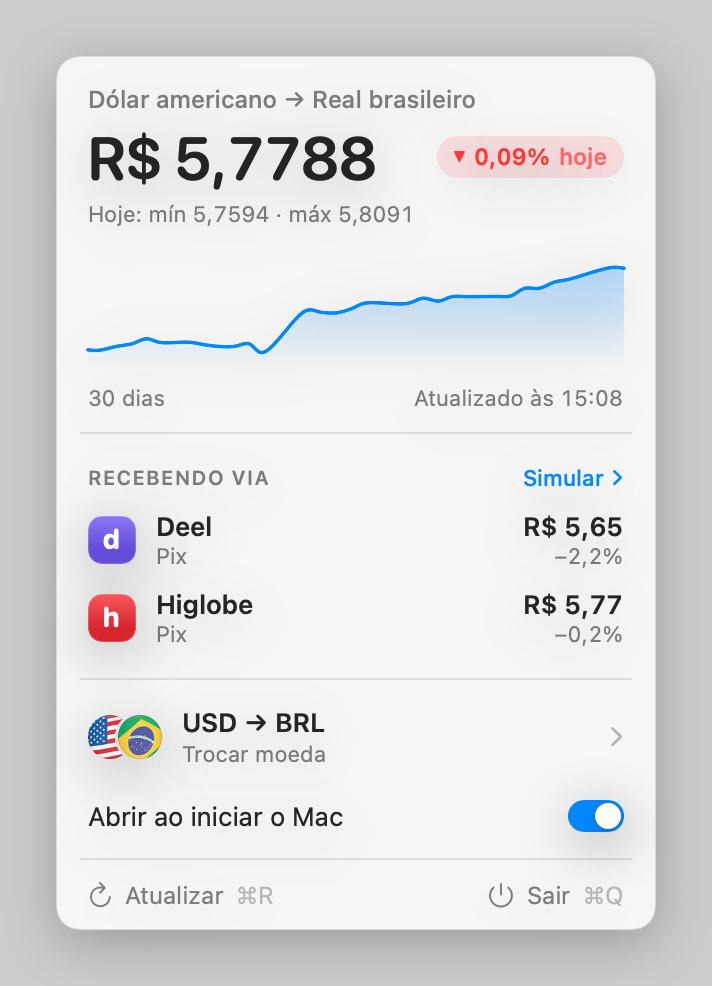 Dólar americano → Real brasileiro
R$ 5,7788
▼ 0,09% hoje
Hoje: mín 5,7594 · máx 5,8091
30 dias
Atualizado às 15:08
RECEBENDO VIA
Simular >
d
Deel
R$ 5,65
Pix
−2,2%
h
Higlobe
R$ 5,77
Pix
−0,2%
USD → BRL
Trocar moeda
Abrir ao iniciar o Mac
Atualizar ⌘R
Sair ⌘Q